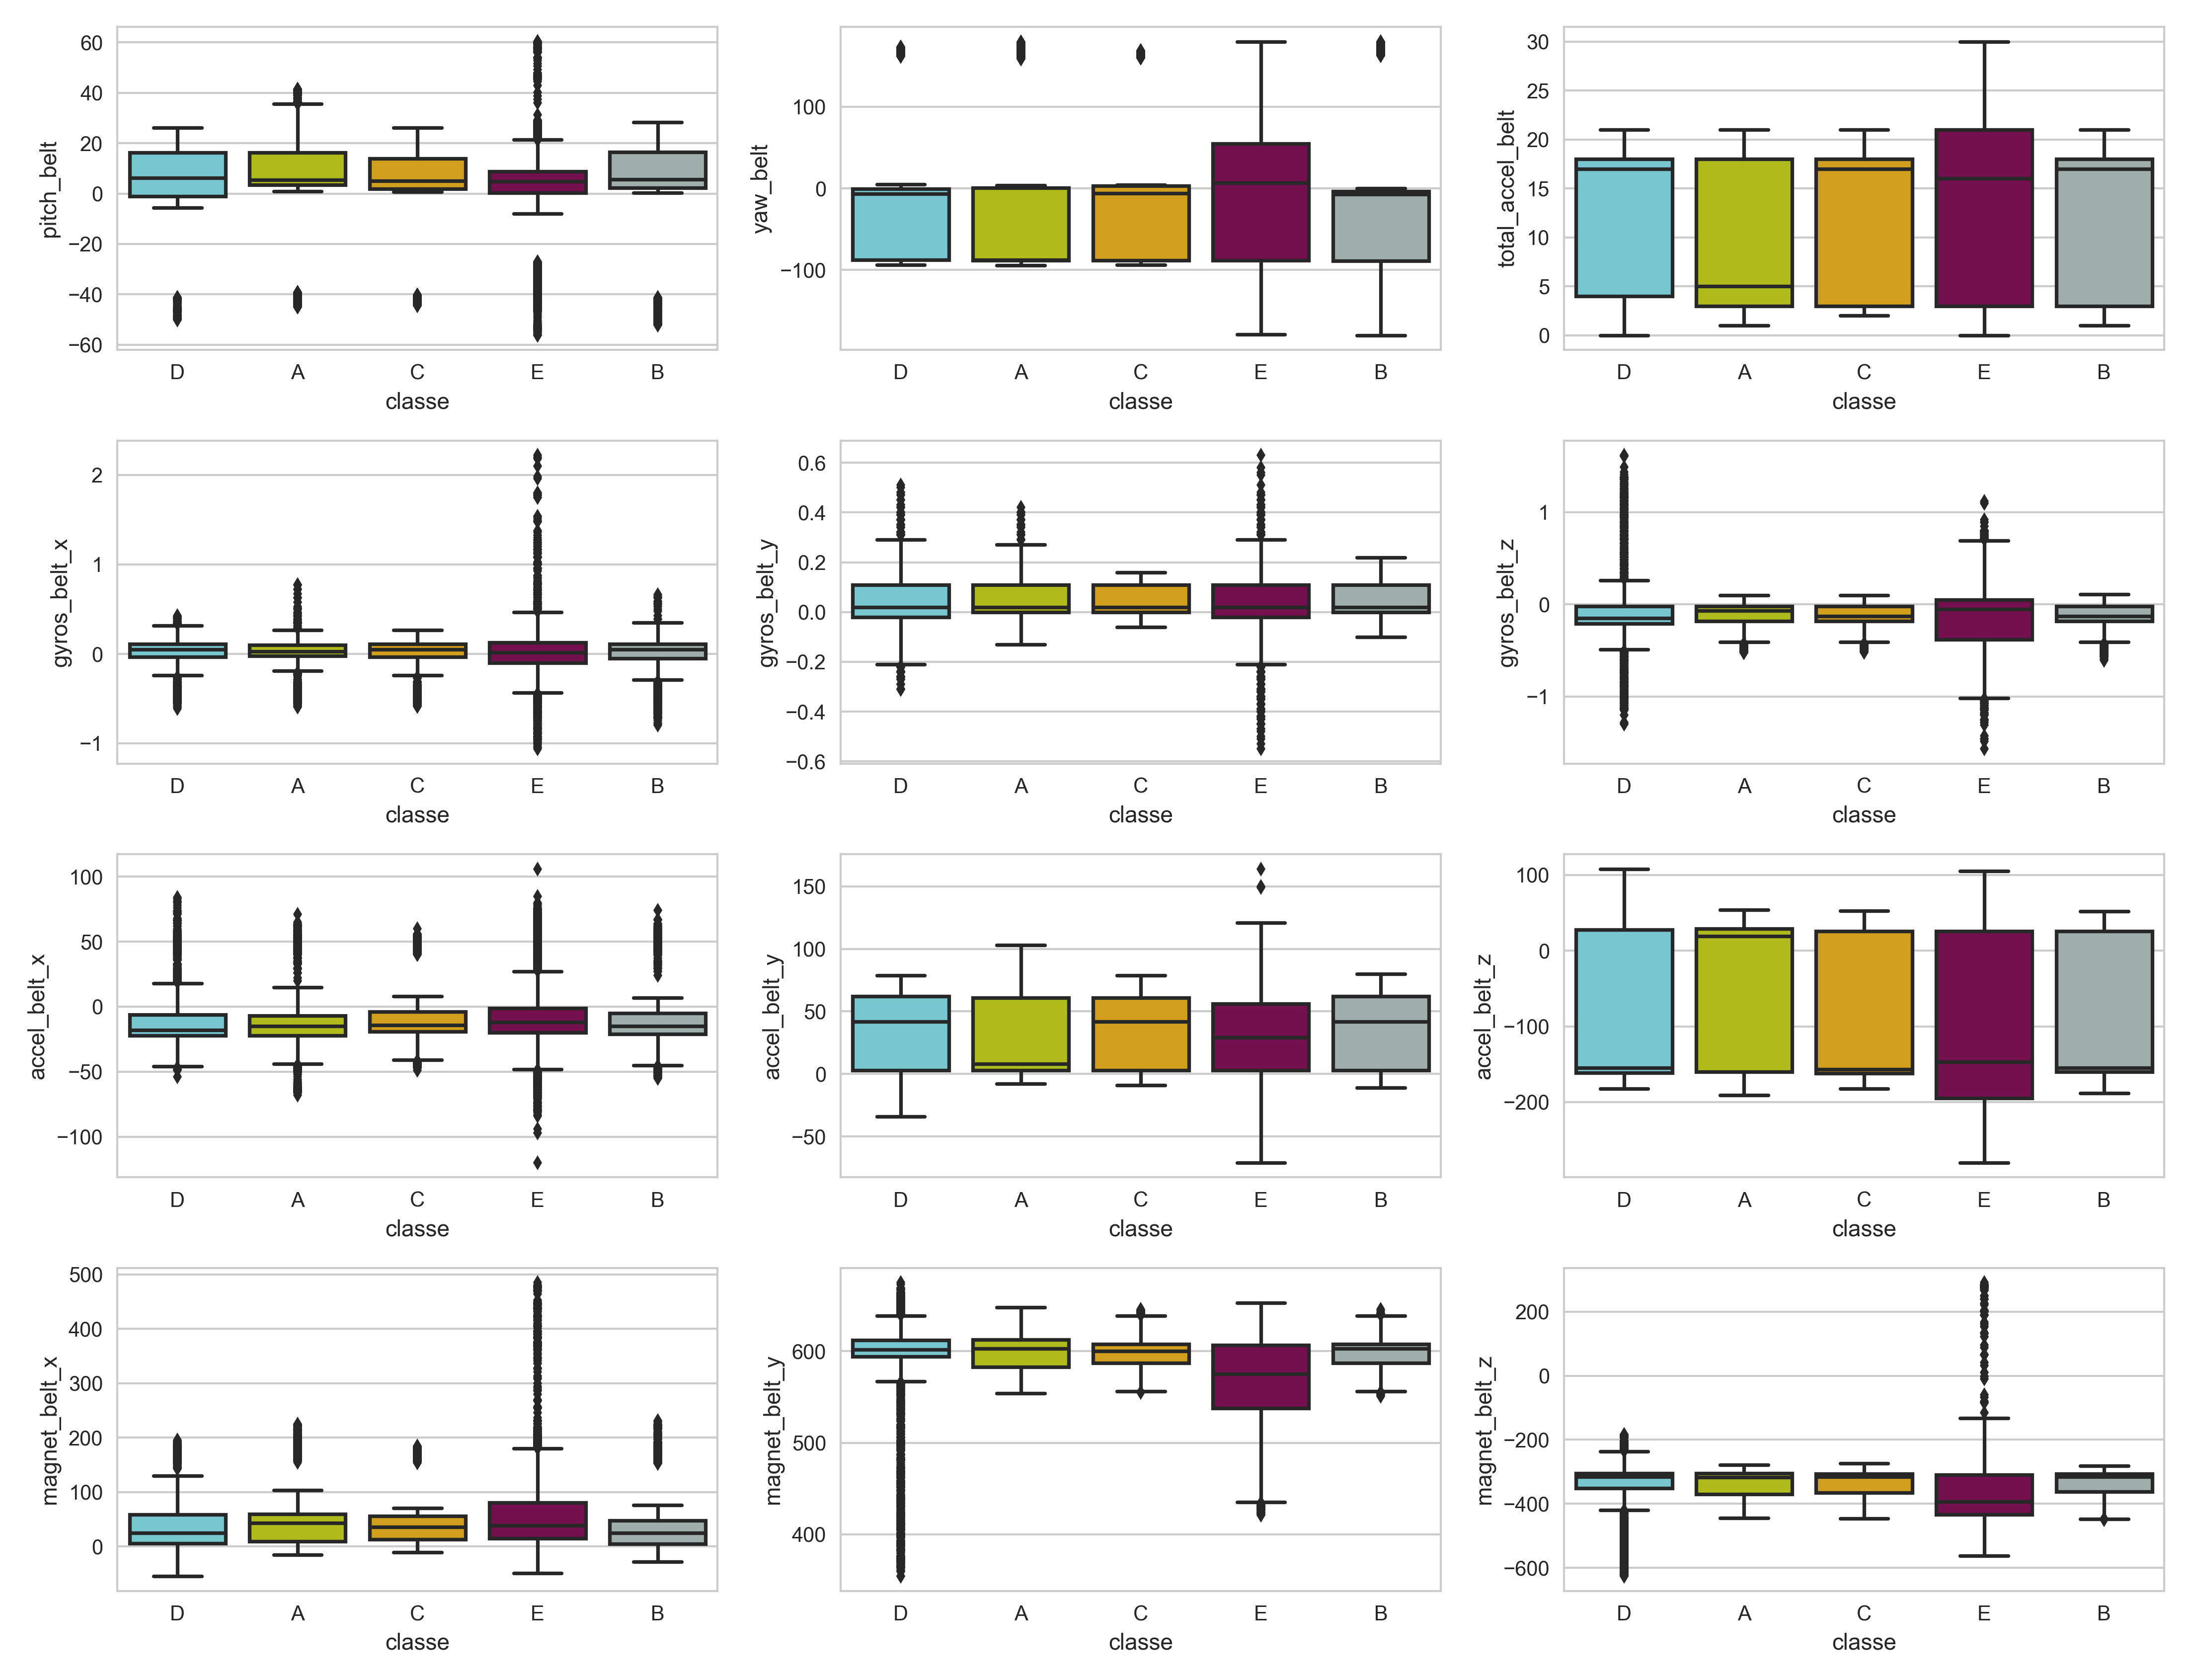 pitch_belt
60
40
20
0
−20
−40
−60
D A C E B
classe
yaw_belt
100
0
−100
D A C E B
classe
total_accel_belt
30
25
20
15
10
5
0
D A C E B
classe
gyros_belt_x
2
1
0
−1
D A C E B
classe
gyros_belt_y
0.6
0.4
0.2
0.0
−0.2
−0.4
−0.6
D A C E B
classe
gyros_belt_z
1
0
−1
D A C E B
classe
accel_belt_x
100
50
0
−50
−100
D A C E B
classe
accel_belt_y
150
100
50
0
−50
D A C E B
classe
accel_belt_z
100
0
−100
−200
D A C E B
classe
magnet_belt_x
500
400
300
200
100
0
D A C E B
classe
magnet_belt_y
600
500
400
D A C E B
classe
magnet_belt_z
200
0
−200
−400
−600
D A C E B
classe